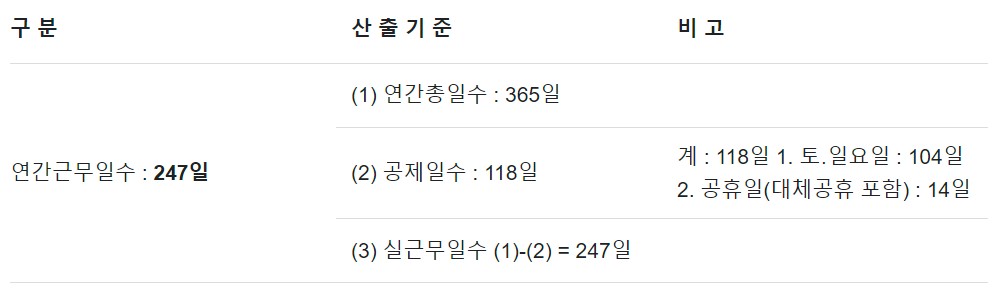 구 분 산 출 기 준 비 고
(1) 연간총일수 : 365일
연간근무일수 : 247일 (2) 공제일수 : 118일 계 : 118일 1. 토.일요일 : 104일
2. 공휴일(대체공휴 포함) : 14일
(3) 실근무일수 (1)-(2) = 247일